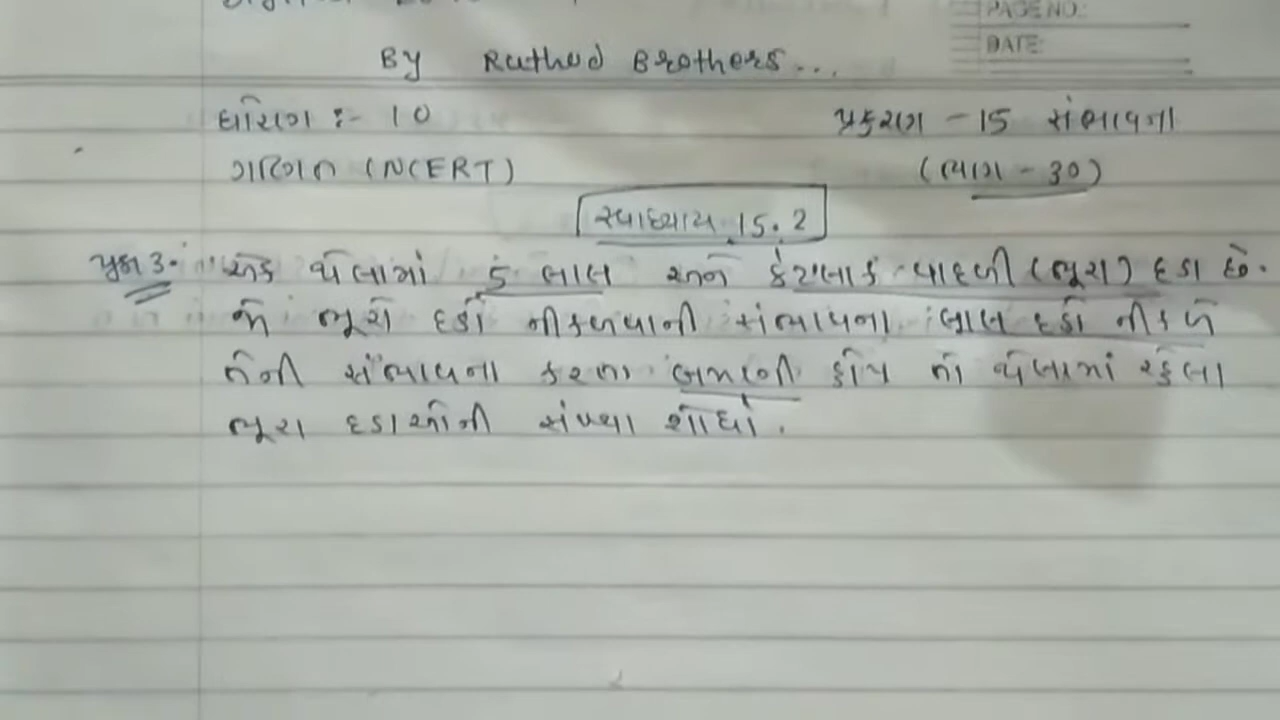 By Rathod Brothers...
PAGE NO.:
DATE:
ધોરણ :- 10
પ્રકરણ - 15 સંભાવના
ગણિત (NCERT)
(ભાગ - 30)
સ્વાધ્યાય 15.2
પ્રશ્ન 3. એક થેલામાં 5 લાલ અને કેટલાક વાદળી (ભૂરા) દડા છે.
જો ભૂરો દડો નીકળવાની સંભાવના લાલ દડો નીકળે
તેની સંભાવના કરતા બમણી હોય તો થેલામાં રહેલા
ભૂરા દડાઓની સંખ્યા શોધો.